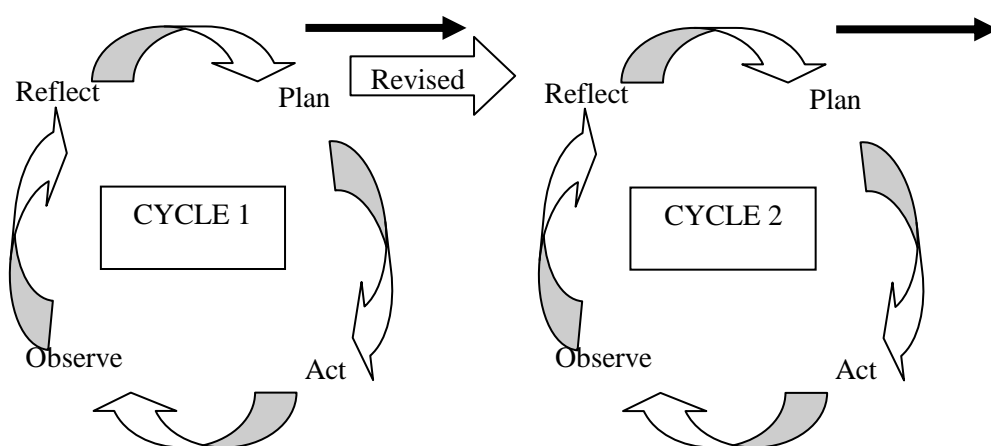 Revised
Reflect
Plan
CYCLE 1
Observe
Act
Reflect
Plan
CYCLE 2
Observe
Act